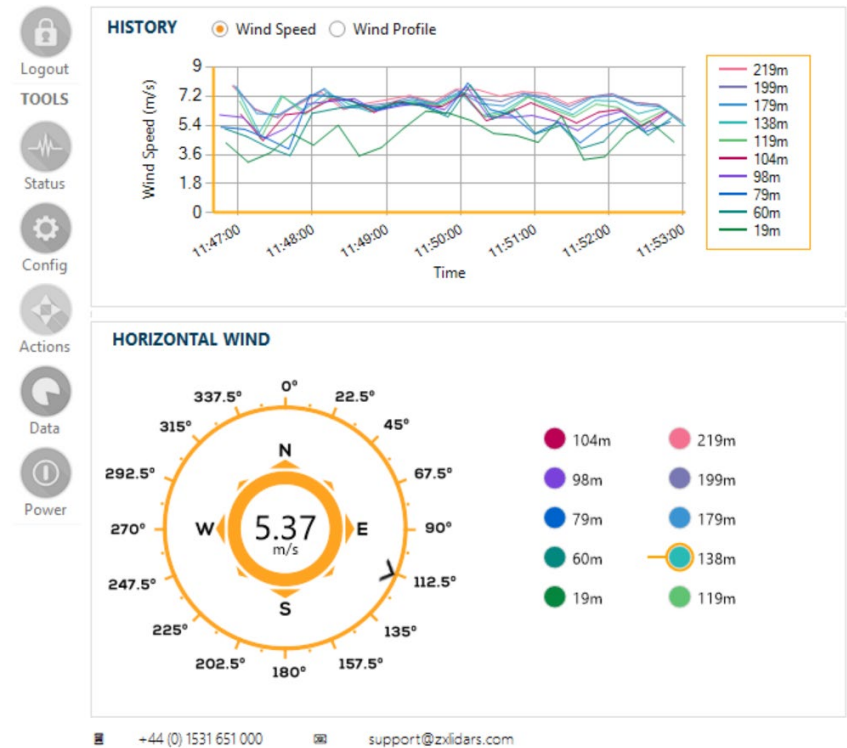 HISTORY Wind Speed Wind Profile
Logout
TOOLS
Status
Config
Actions
Data
Power
Wind Speed (m/s)
9
7.2
5.4
3.6
1.8
0
11:47:00 11:48:00 11:49:00 11:50:00 11:51:00 11:52:00 11:53:00
Time
219m
199m
179m
138m
119m
104m
98m
79m
60m
19m
HORIZONTAL WIND
0°
22.5°
45°
67.5°
90°
112.5°
135°
157.5°
180°
202.5°
225°
247.5°
270°
292.5°
315°
337.5°
N
E
S
W
5.37
m/s
104m 219m
98m 199m
79m 179m
60m 138m
19m 119m
+44 (0) 1531 651 000 support@zxlidars.com